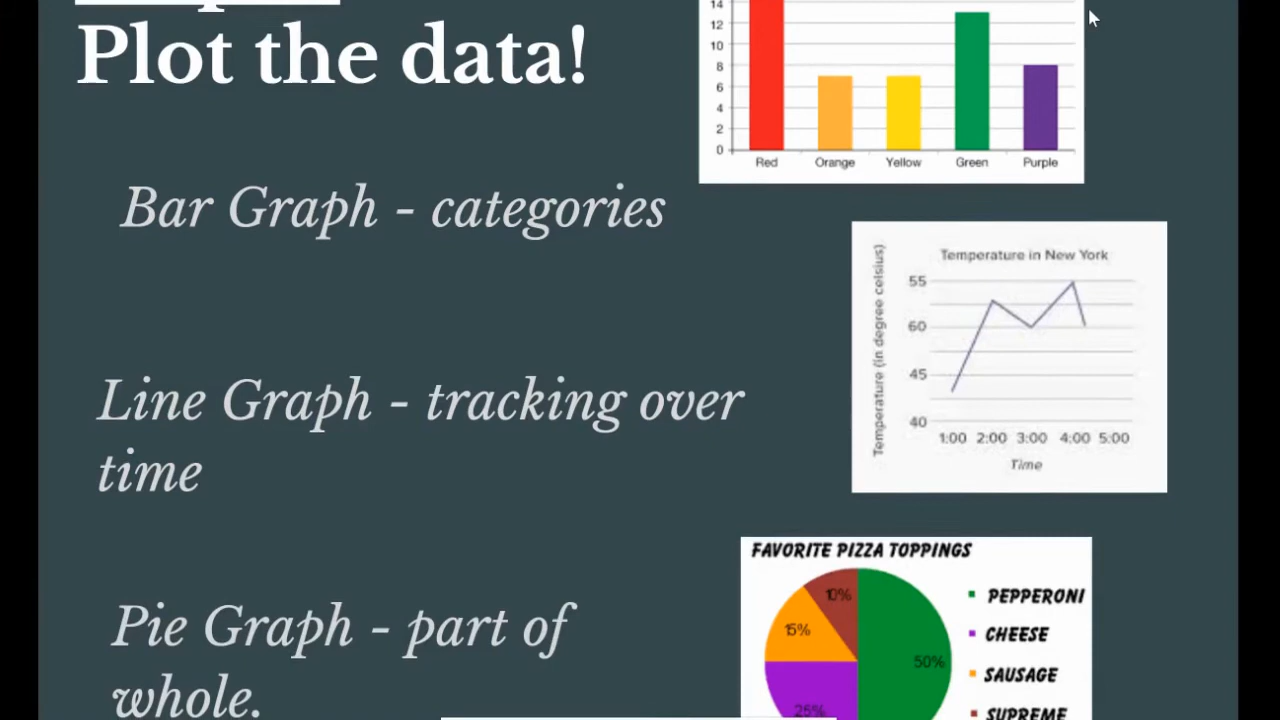 Plot the data!
Bar Graph - categories
Line Graph - tracking over
time
Pie Graph - part of
whole.
14
12
10
8
6
4
2
0
Red Orange Yellow Green Purple
Temperature in New York
Temperature (in degree celsius)
55
60
45
40
1:00 2:00 3:00 4:00 5:00
Time
FAVORITE PIZZA TOPPINGS
10%
15%
50%
25%
PEPPERONI
CHEESE
SAUSAGE
SUPREME